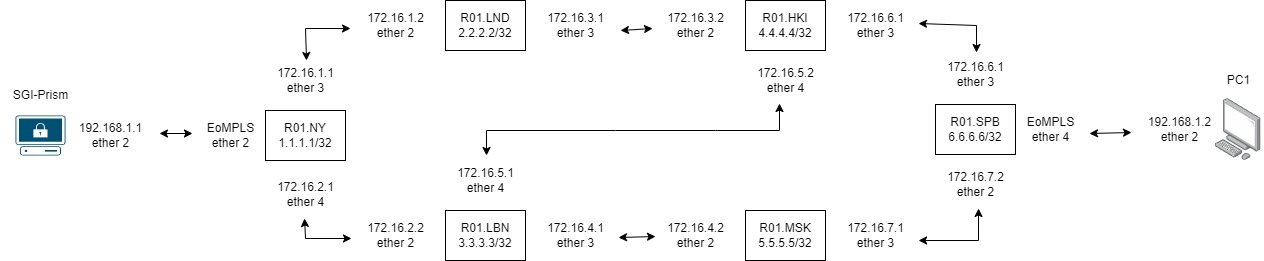 172.16.1.2
ether 2
R01.LND
2.2.2.2/32
172.16.3.1
ether 3
172.16.3.2
ether 2
R01.HKI
4.4.4.4/32
172.16.6.1
ether 3
172.16.1.1
ether 3
172.16.5.2
ether 4
172.16.6.1
ether 3
SGI-Prism
192.168.1.1
ether 2
EoMPLS
ether 2
R01.NY
1.1.1.1/32
R01.SPB
6.6.6.6/32
EoMPLS
ether 4
192.168.1.2
ether 2
PC1
172.16.2.1
ether 4
172.16.5.1
ether 4
172.16.7.2
ether 2
172.16.2.2
ether 2
R01.LBN
3.3.3.3/32
172.16.4.1
ether 3
172.16.4.2
ether 2
R01.MSK
5.5.5.5/32
172.16.7.1
ether 3